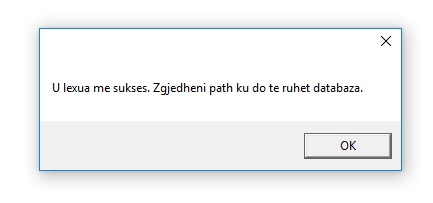 U lexua me sukses. Zgjedheni path ku do te ruhet databaza.
OK